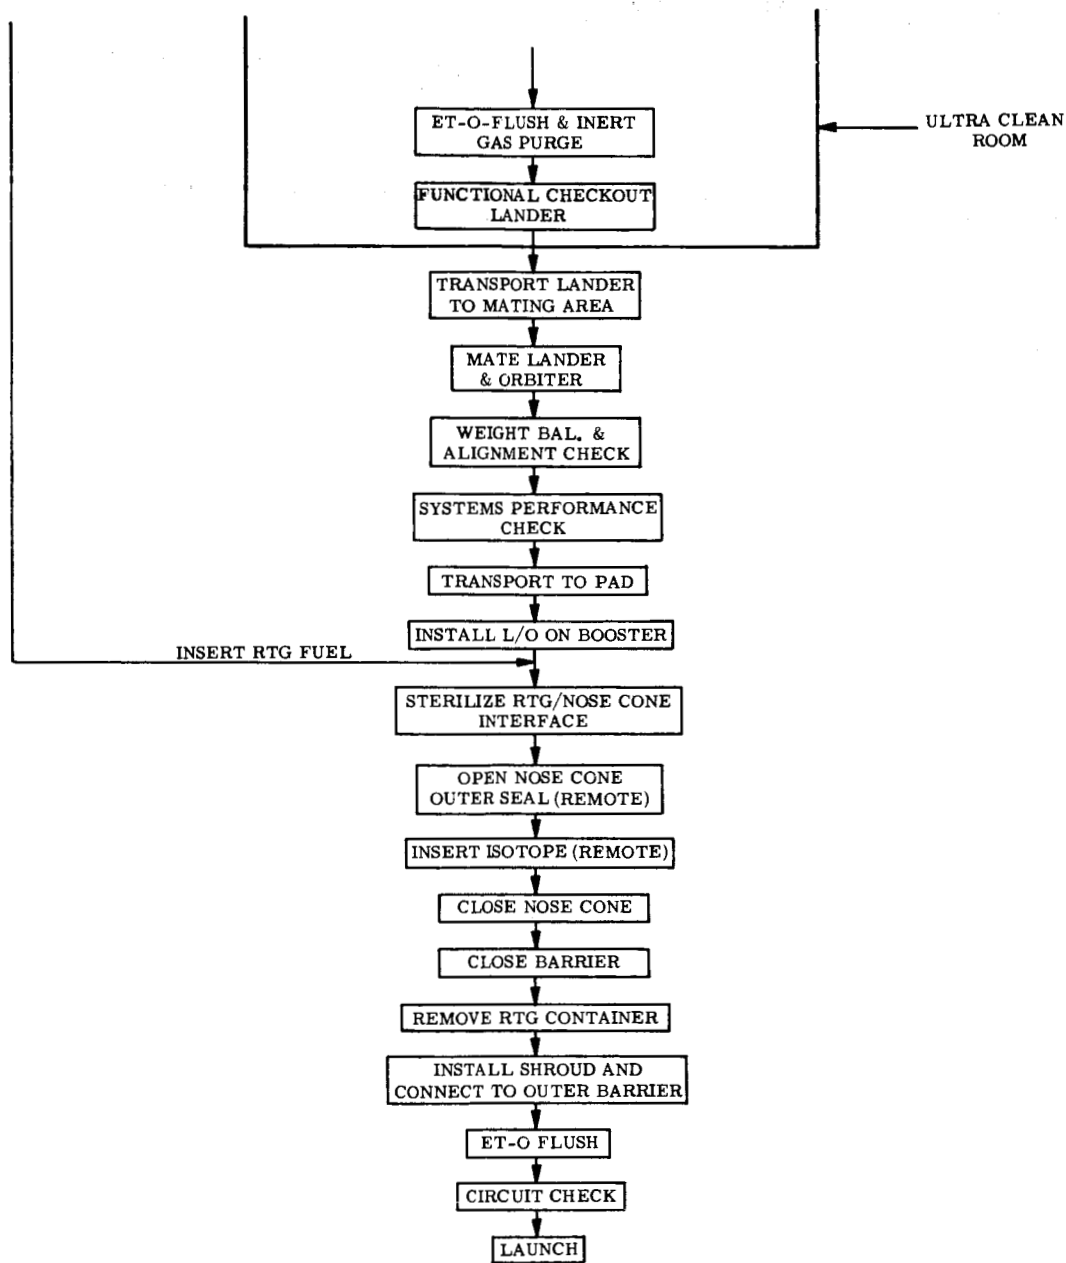 ET-O-FLUSH & INERT
GAS PURGE
ULTRA CLEAN
ROOM
FUNCTIONAL CHECKOUT
LANDER
TRANSPORT LANDER
TO MATING AREA
MATE LANDER
& ORBITER
WEIGHT BAL. &
ALIGNMENT CHECK
SYSTEMS PERFORMANCE
CHECK
TRANSPORT TO PAD
INSTALL L/O ON BOOSTER
INSERT RTG FUEL
STERILIZE RTG/NOSE CONE
INTERFACE
OPEN NOSE CONE
OUTER SEAL (REMOTE)
INSERT ISOTOPE (REMOTE)
CLOSE NOSE CONE
CLOSE BARRIER
REMOVE RTG CONTAINER
INSTALL SHROUD AND
CONNECT TO OUTER BARRIER
ET-O FLUSH
CIRCUIT CHECK
LAUNCH